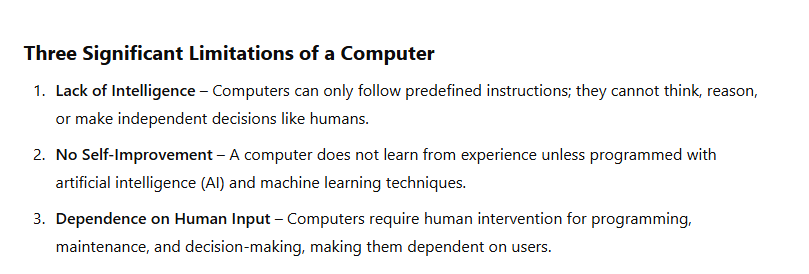 Three Significant Limitations of a Computer
1. Lack of Intelligence – Computers can only follow predefined instructions; they cannot think, reason,
or make independent decisions like humans.
2. No Self-Improvement – A computer does not learn from experience unless programmed with
artificial intelligence (AI) and machine learning techniques.
3. Dependence on Human Input – Computers require human intervention for programming,
maintenance, and decision-making, making them dependent on users.